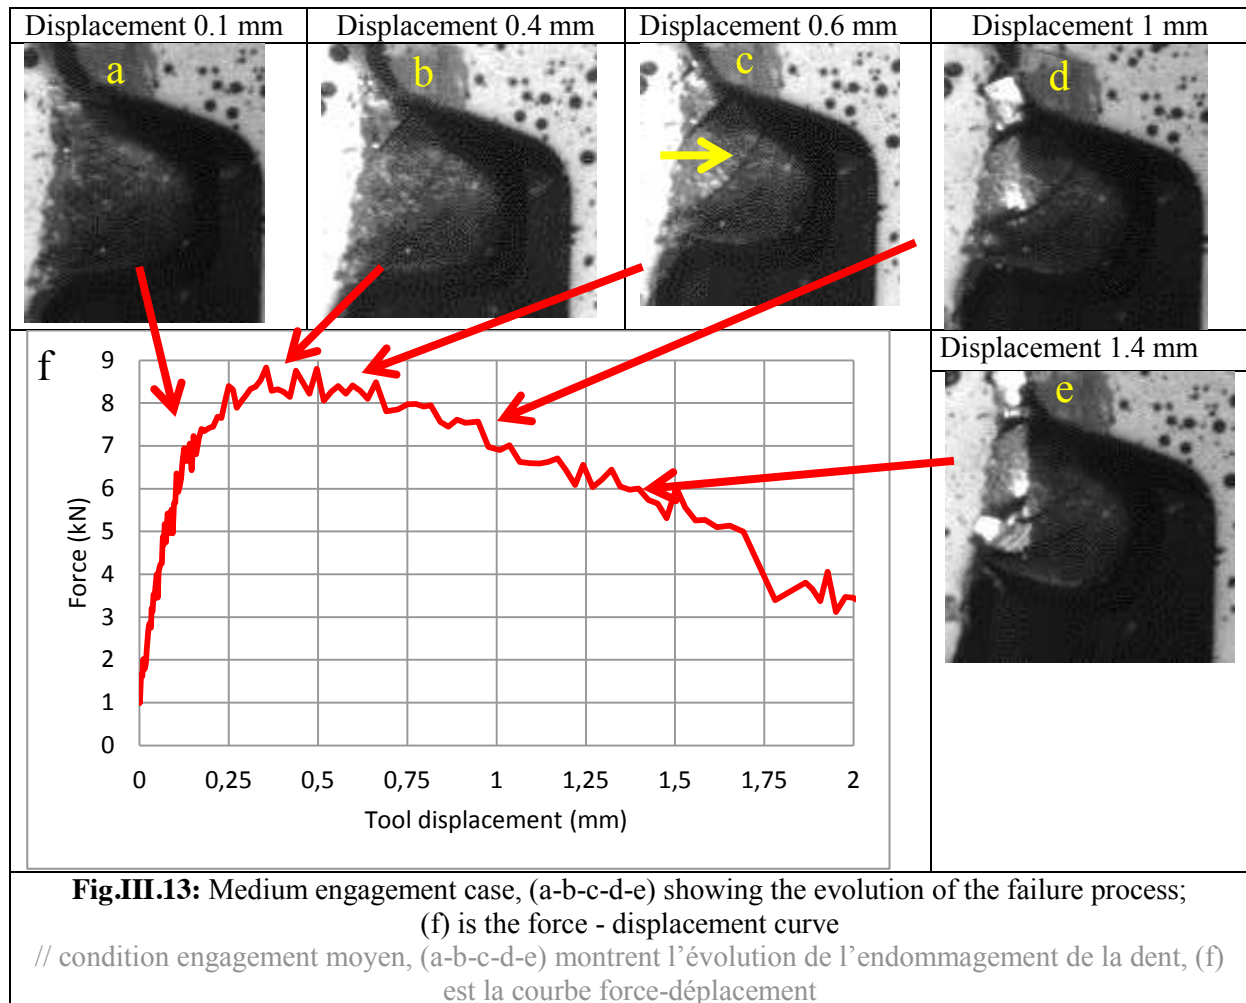 Displacement 0.1 mm
Displacement 0.4 mm
Displacement 0.6 mm
Displacement 1 mm
a
b
c
d
Displacement 1.4 mm
e
f
9
8
7
6
5
4
3
2
1
0
Force (kN)
0 0,25 0,5 0,75 1 1,25 1,5 1,75 2
Tool displacement (mm)
Fig.III.13: Medium engagement case, (a-b-c-d-e) showing the evolution of the failure process;
(f) is the force - displacement curve
// condition engagement moyen, (a-b-c-d-e) montrent l’évolution de l’endommagement de la dent, (f)
est la courbe force-déplacement